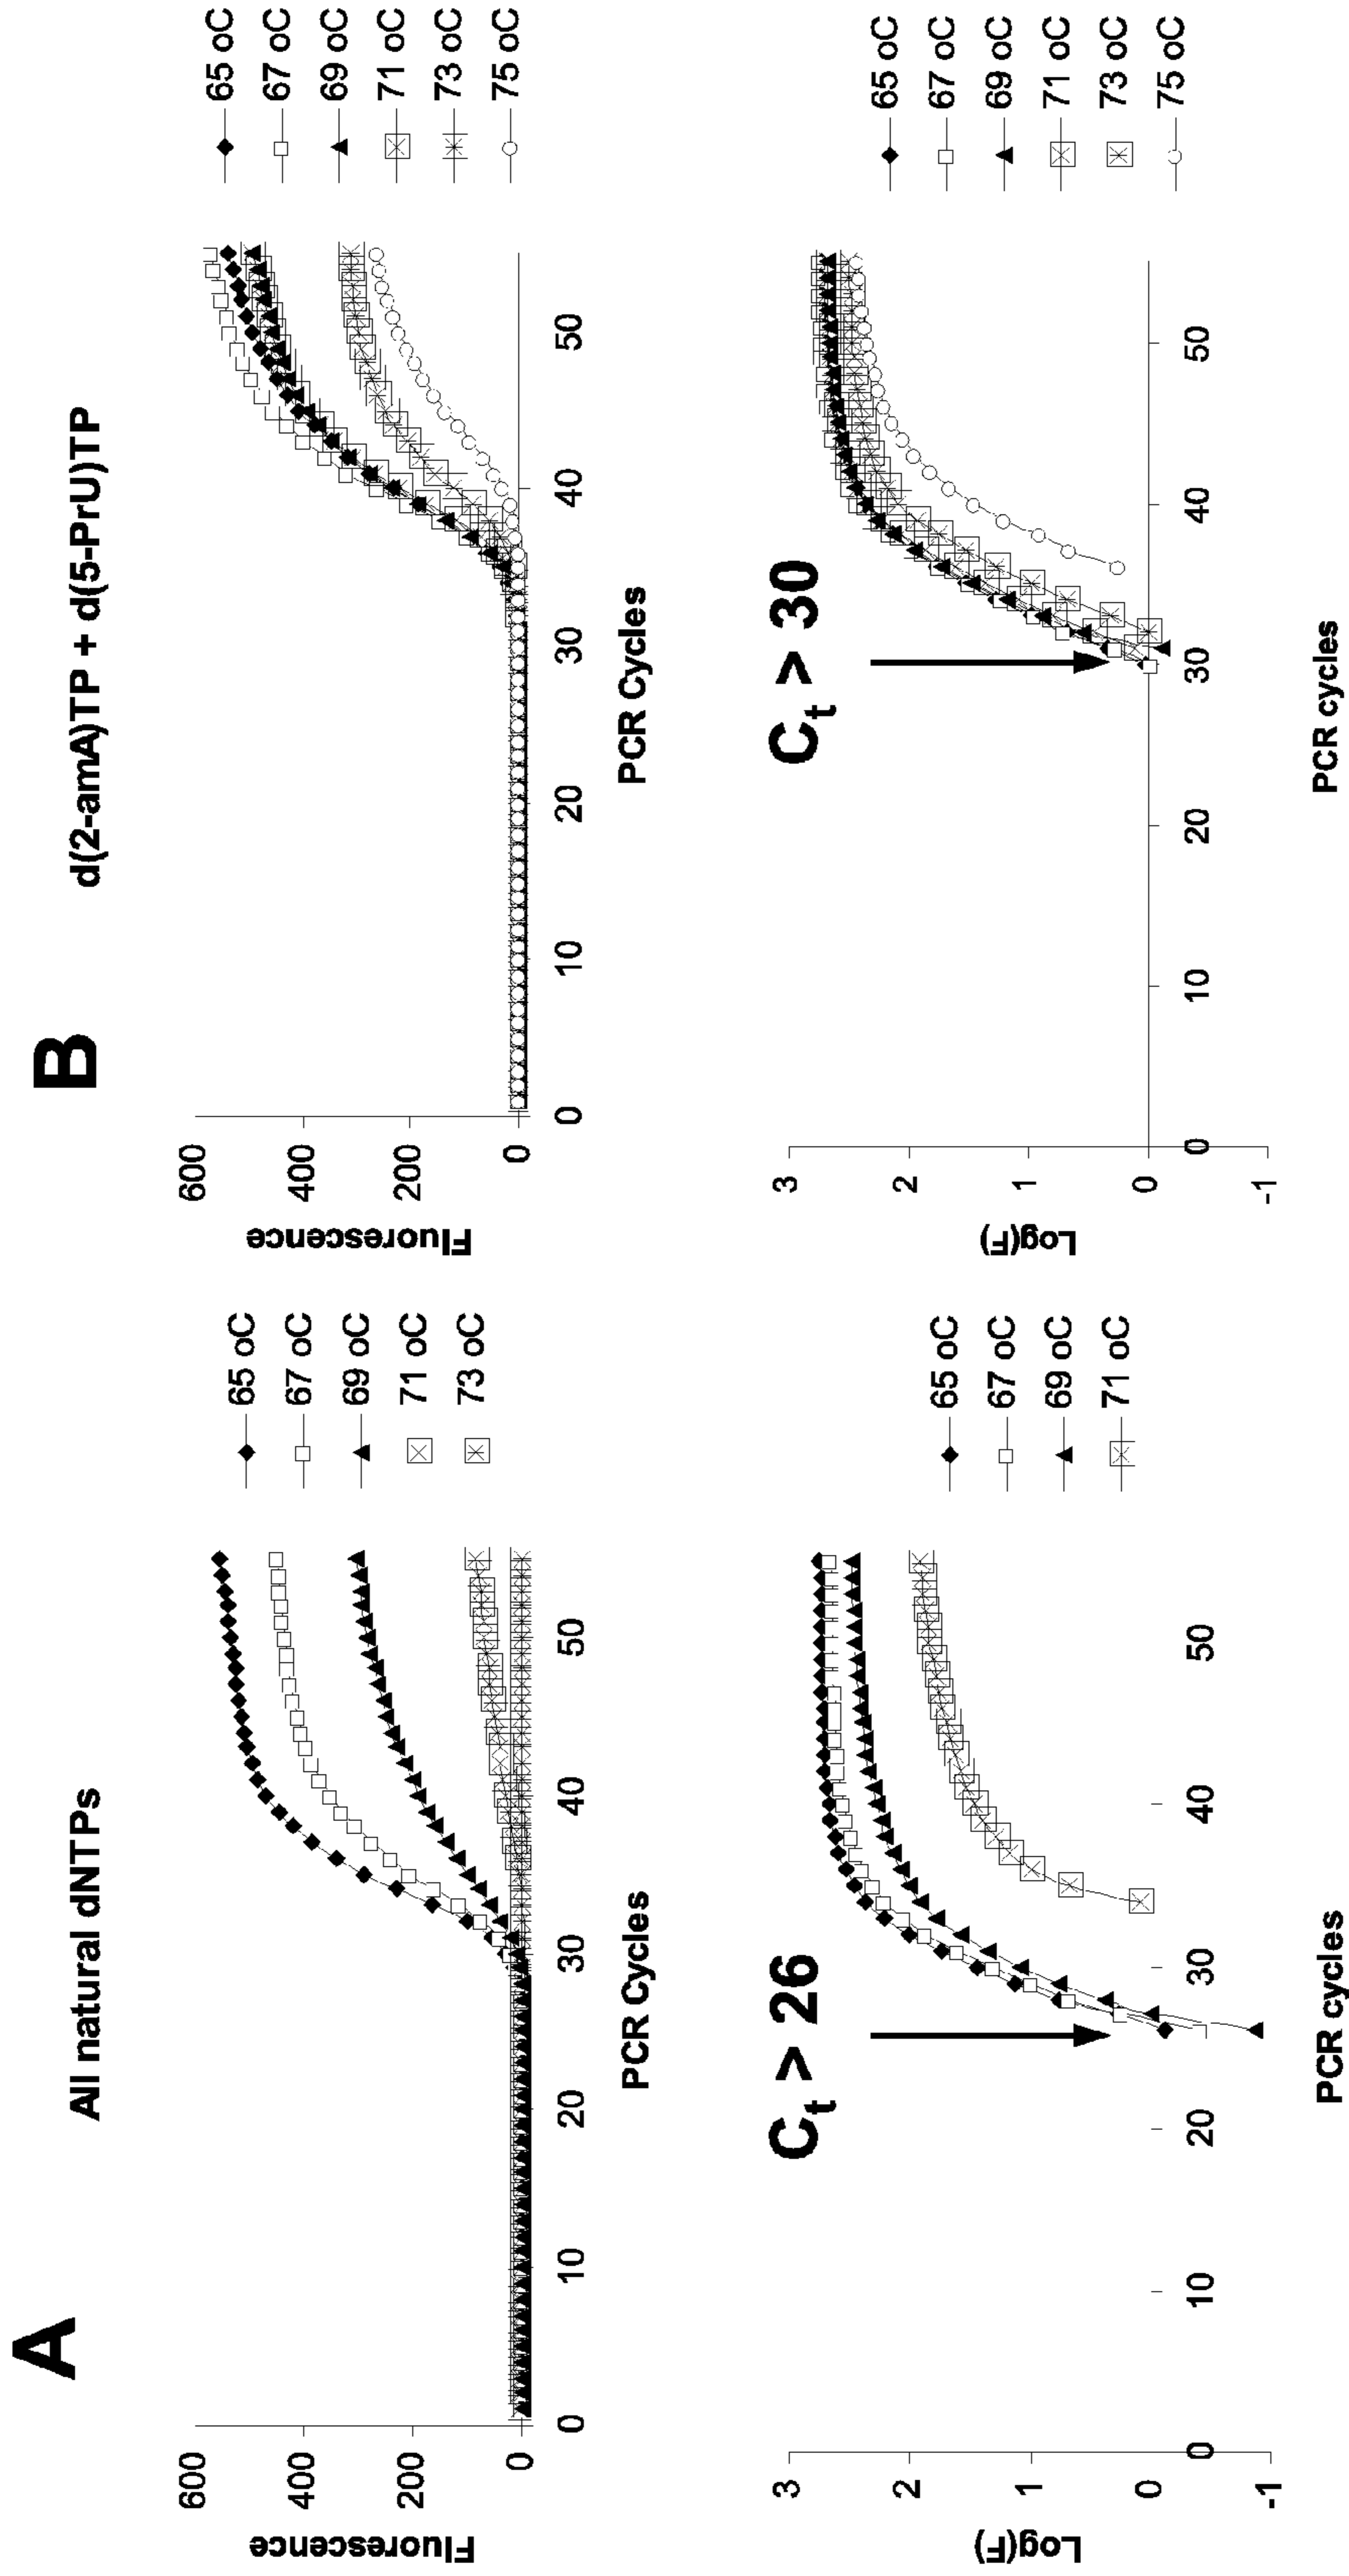 A
All natural dNTPs
Fluorescence
600
400
200
0
0
10
20
30
40
50
PCR Cycles
65 oC
67 oC
69 oC
71 oC
73 oC
Log(F)
3
2
1
0
-1
0
10
20
30
40
50
PCR cycles
Ct > 26
65 oC
67 oC
69 oC
71 oC
B
d(2-amA)TP + d(5-PrU)TP
Fluorescence
600
400
200
0
0
10
20
30
40
50
PCR Cycles
65 oC
67 oC
69 oC
71 oC
73 oC
75 oC
Log(F)
3
2
1
0
-1
0
10
20
30
40
50
PCR cycles
Ct > 30
65 oC
67 oC
69 oC
71 oC
73 oC
75 oC